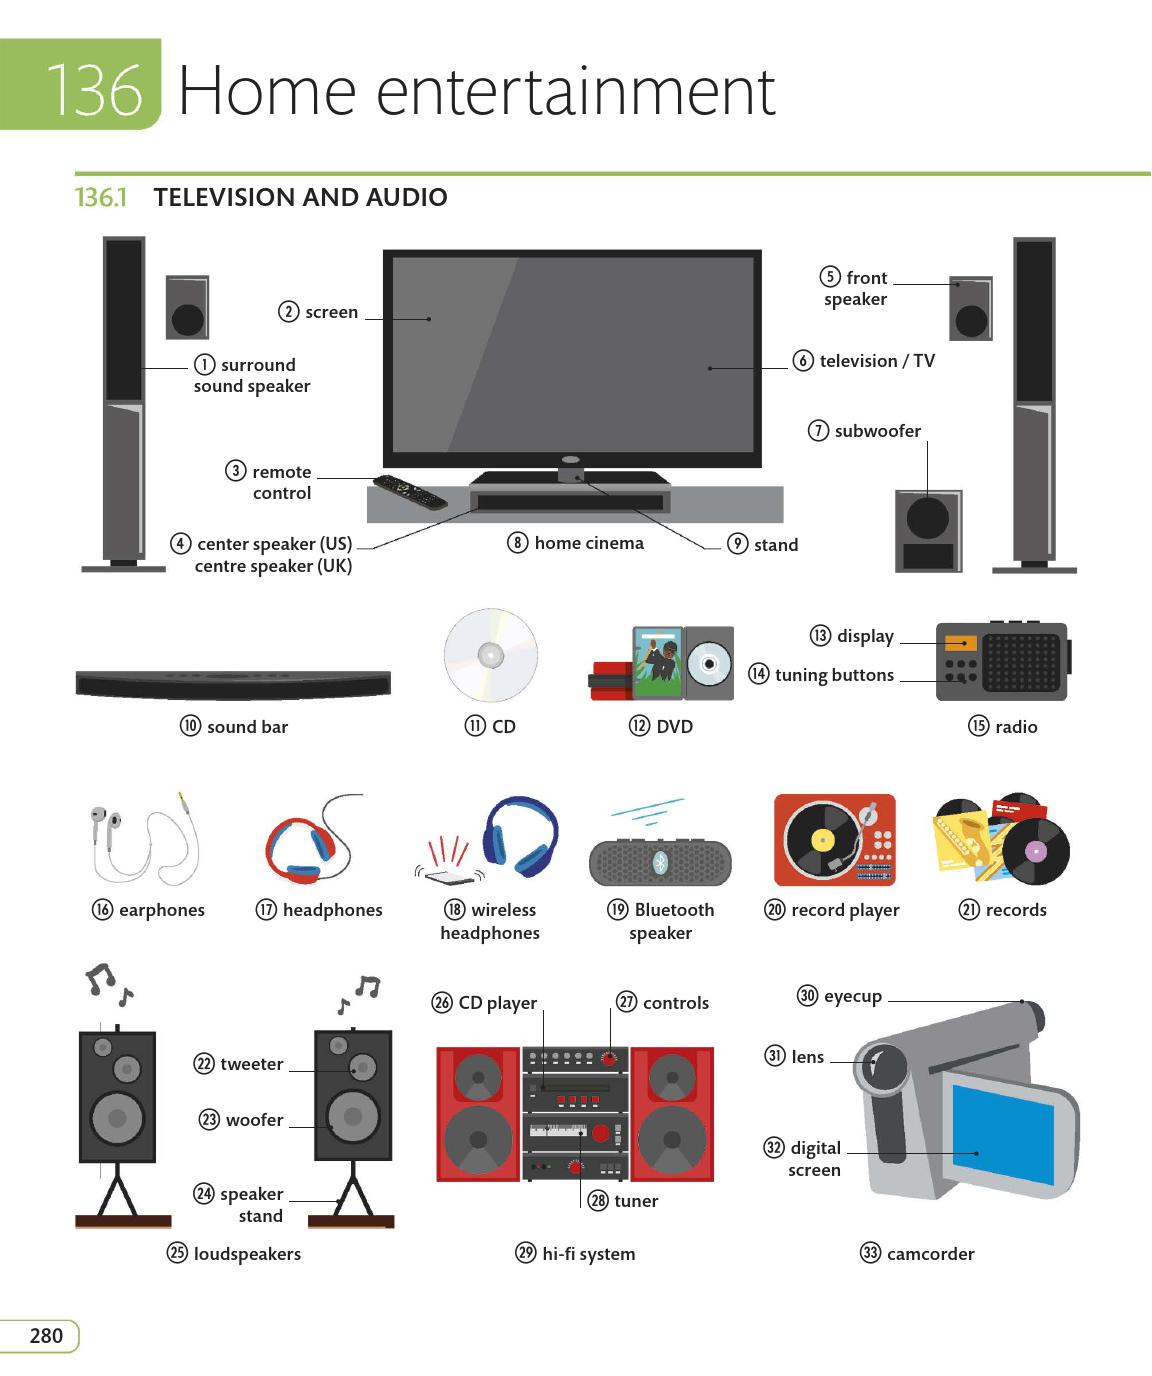 136 Home entertainment
136.1 TELEVISION AND AUDIO
① surround
sound speaker
② screen
③ remote
control
④ center speaker (US)
centre speaker (UK)
⑤ front
speaker
⑥ television / TV
⑦ subwoofer
⑧ home cinema
⑨ stand
⑩ sound bar
⑪ CD
⑫ DVD
⑬ display
⑭ tuning buttons
⑮ radio
⑯ earphones
⑰ headphones
⑱ wireless
headphones
⑲ Bluetooth
speaker
⑳ record player
㉑ records
㉒ tweeter
㉓ woofer
㉔ speaker
stand
㉕ loudspeakers
㉖ CD player
㉗ controls
㉘ tuner
㉙ hi-fi system
㉚ eyecup
㉛ lens
㉜ digital
screen
㉝ camcorder
280